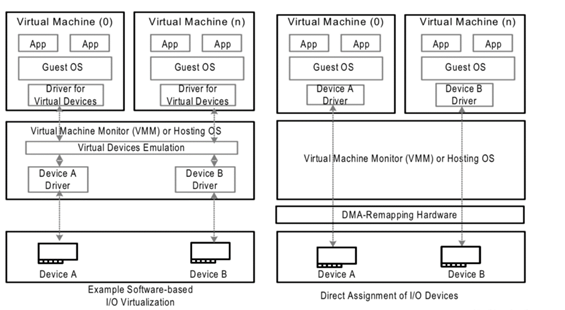 Virtual Machine (0)
App
App
Guest OS
Driver for
Virtual Devices
Virtual Machine (n)
App
App
Guest OS
Driver for
Virtual Devices
Virtual Machine Monitor (VMM) or Hosting OS
Virtual Devices Emulation
Device A
Driver
Device B
Driver
Device A
Device B
Example Software-based
I/O Virtualization
Virtual Machine (0)
App
App
Guest OS
Device A
Driver
Virtual Machine (n)
App
App
Guest OS
Device B
Driver
Virtual Machine Monitor (VMM) or Hosting OS
DMA-Remapping Hardware
Device A
Device B
Direct Assignment of I/O Devices